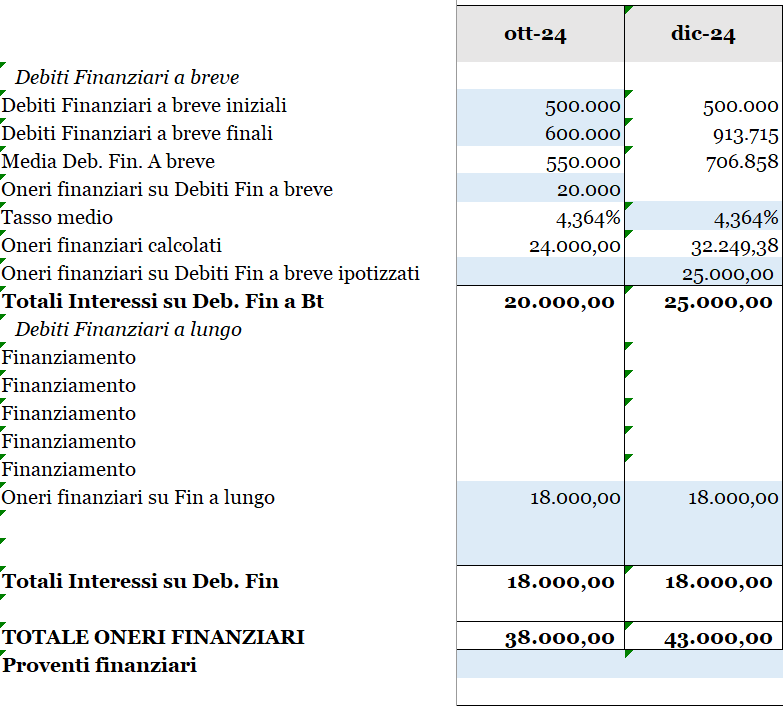 ott-24 dic-24
Debiti Finanziari a breve
Debiti Finanziari a breve iniziali 500.000 500.000
Debiti Finanziari a breve finali 600.000 913.715
Media Deb. Fin. A breve 550.000 706.858
Oneri finanziari su Debiti Fin a breve 20.000
Tasso medio 4,364% 4,364%
Oneri finanziari calcolati 24.000,00 32.249,38
Oneri finanziari su Debiti Fin a breve ipotizzati 25.000,00
Totali Interessi su Deb. Fin a Bt 20.000,00 25.000,00
Debiti Finanziari a lungo
Finanziamento
Finanziamento
Finanziamento
Finanziamento
Finanziamento
Oneri finanziari su Fin a lungo 18.000,00 18.000,00
Totali Interessi su Deb. Fin 18.000,00 18.000,00
TOTALE ONERI FINANZIARI 38.000,00 43.000,00
Proventi finanziari